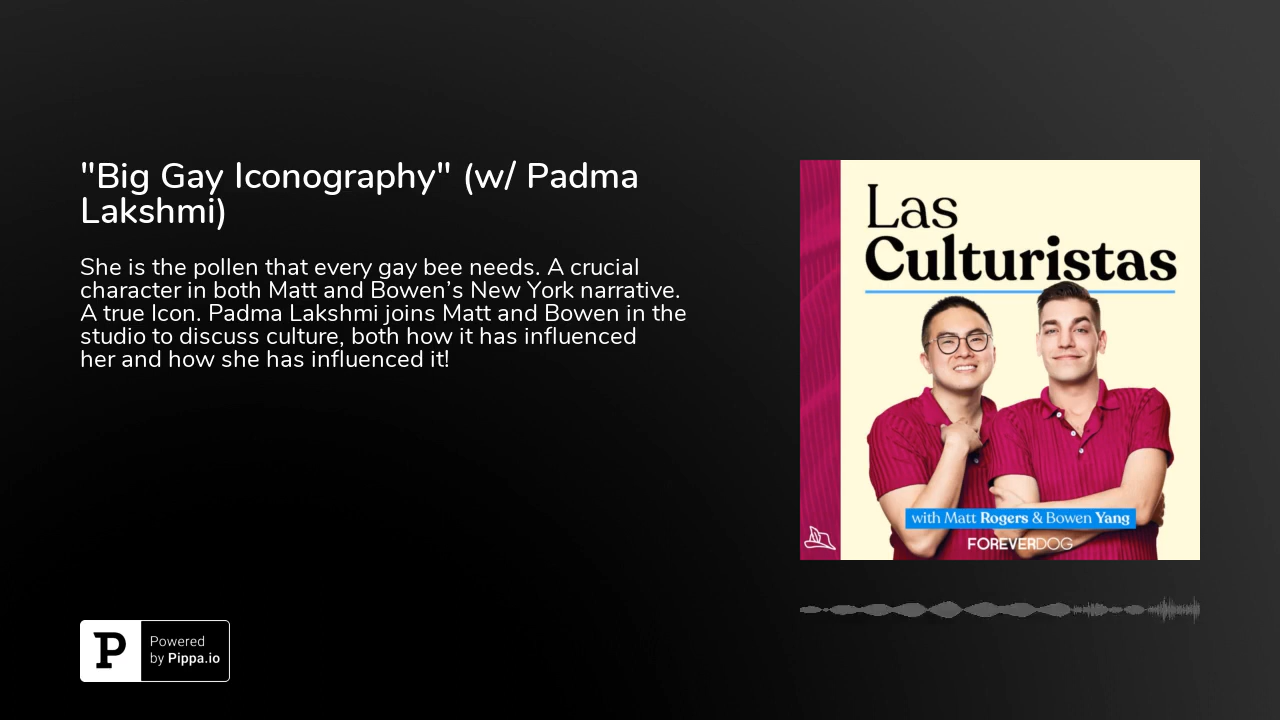 "Big Gay Iconography" (w/ Padma
Lakshmi)
She is the pollen that every gay bee needs. A crucial
character in both Matt and Bowen’s New York narrative.
A true Icon. Padma Lakshmi joins Matt and Bowen in the
studio to discuss culture, both how it has influenced
her and how she has influenced it!
Las
Culturistas
with Matt Rogers & Bowen Yang
FOREVERDOG
P
Powered
by Pippa.io